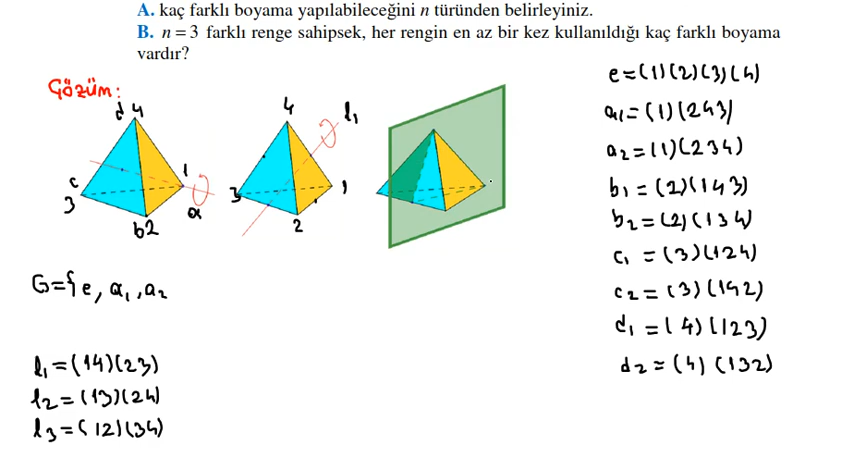 A. kaç farklı boyama yapılabileceğini n türünden belirleyiniz.
B. n = 3 farklı renge sahipsek, her rengin en az bir kez kullanıldığı kaç farklı boyama
vardır?
Çözüm:
d 4
c
3
1
a
b2
4
l₁
3
1
2
G={e, a₁, a₂
l₁=(14)(23)
l₂=(13)(24)
l₃=(12)(34)
e=(1)(2)(3)(4)
a₁=(1)(243)
a₂=(1)(234)
b₁=(2)(143)
b₂=(2)(134)
c₁=(3)(124)
c₂=(3)(142)
d₁=(4)(123)
d₂=(4)(132)